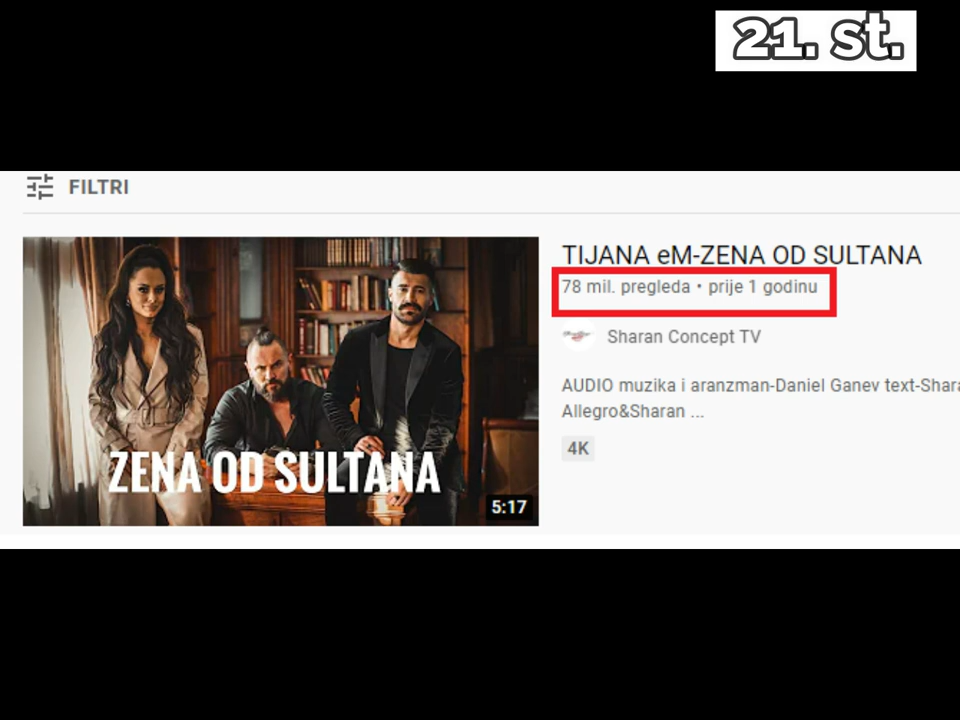 21. st.
FILTRI
TIJANA eM-ZENA OD SULTANA
78 mil. pregleda • prije 1 godinu
Sharan Concept TV
AUDIO muzika i aranzman-Daniel Ganev text-Shara
Allegro&Sharan ...
4K
ZENA OD SULTANA
5:17